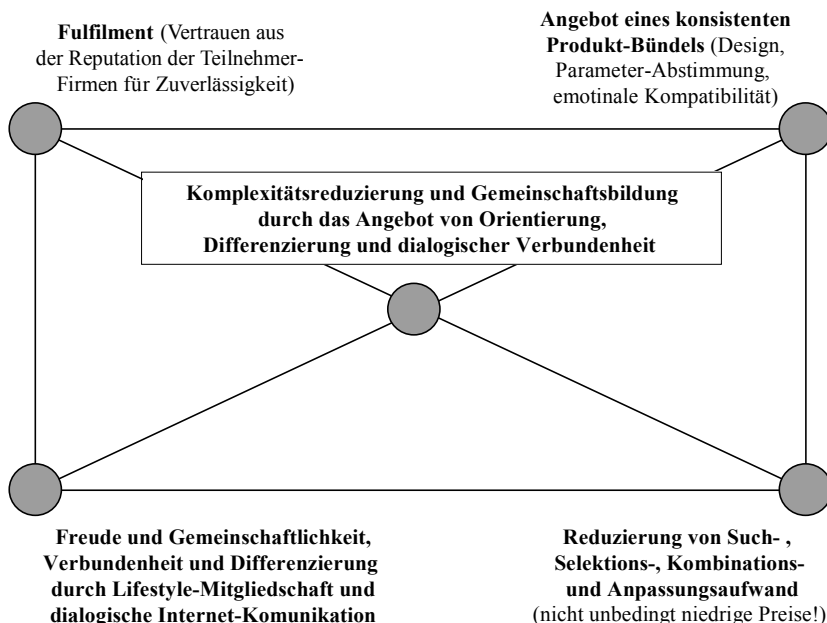 Fulfilment (Vertrauen aus
der Reputation der Teilnehmer-
Firmen für Zuverlässigkeit)
Angebot eines konsistenten
Produkt-Bündels (Design,
Parameter-Abstimmung,
emotinale Kompatibilität)
Komplexitätsreduzierung und Gemeinschaftsbildung
durch das Angebot von Orientierung,
Differenzierung und dialogischer Verbundenheit
Freude und Gemeinschaftlichkeit,
Verbundenheit und Differenzierung
durch Lifestyle-Mitgliedschaft und
dialogische Internet-Komunikation
Reduzierung von Such- ,
Selektions-, Kombinations-
und Anpassungsaufwand
(nicht unbedingt niedrige Preise!)